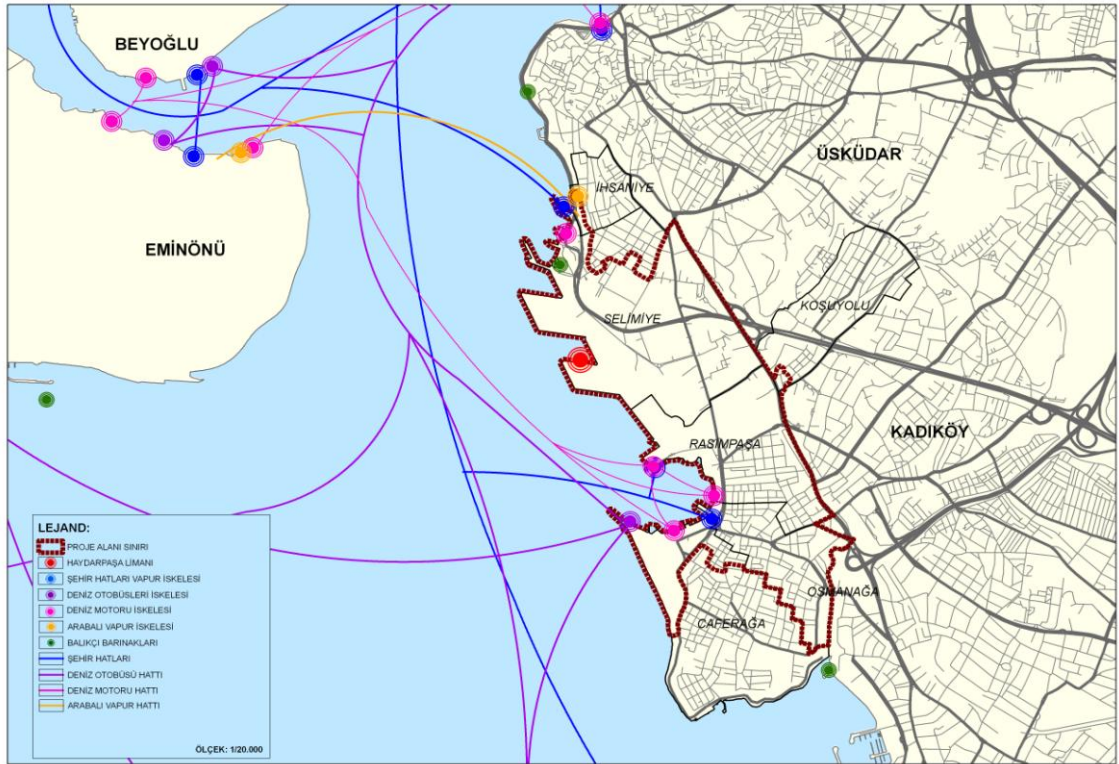 BEYOĞLU
ÜSKÜDAR
İHSANİYE
EMİNÖNÜ
KOŞUYOLU
SELİMİYE
KADIKÖY
RASİMPAŞA
OSMANAĞA
CAFERAĞA
LEJAND:
PROJE ALANI SINIRI
HAYDARPAŞA LİMANI
ŞEHİR HATLARI VAPUR İSKELESİ
DENİZ OTOBÜSLERİ İSKELESİ
DENİZ MOTORU İSKELESİ
ARABALI VAPUR İSKELESİ
BALIKÇI BARINAKLARI
ŞEHİR HATLARI
DENİZ OTOBÜSÜ HATTI
DENİZ MOTORU HATTI
ARABALI VAPUR HATTI
ÖLÇEK: 1/20.000